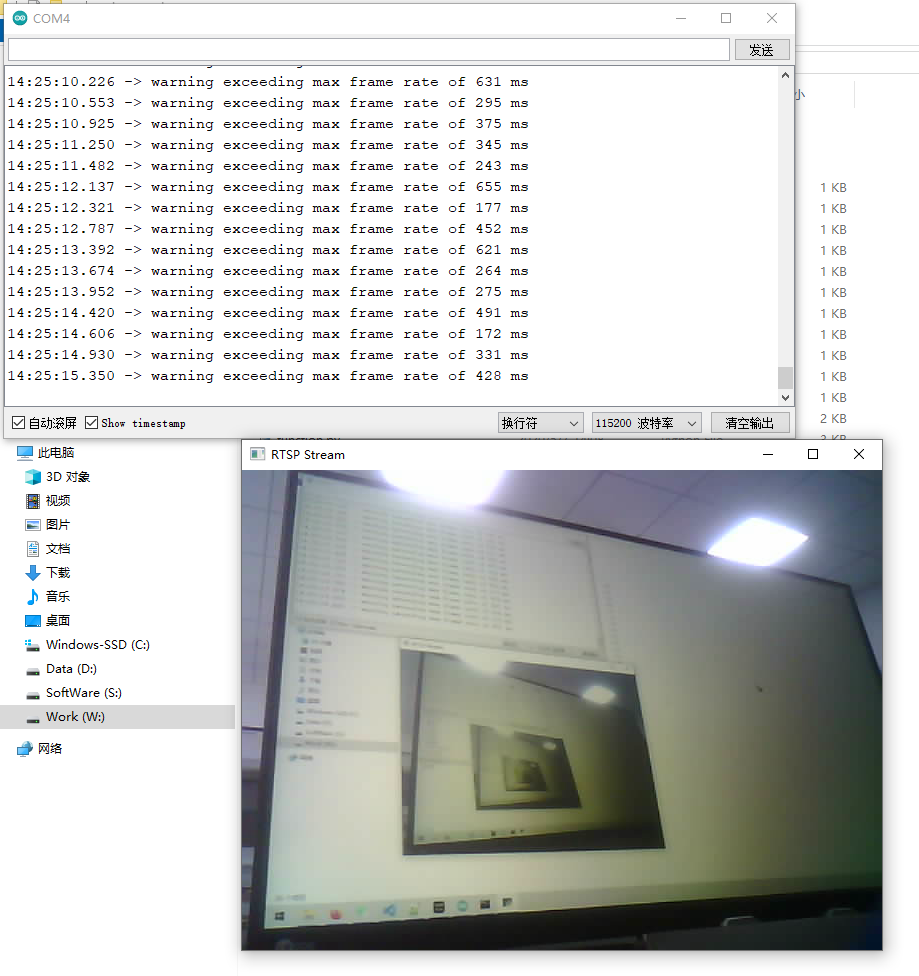 COM4
发送
14:25:10.226 -> warning exceeding max frame rate of 631 ms
14:25:10.553 -> warning exceeding max frame rate of 295 ms
14:25:10.925 -> warning exceeding max frame rate of 375 ms
14:25:11.250 -> warning exceeding max frame rate of 345 ms
14:25:11.482 -> warning exceeding max frame rate of 243 ms
14:25:12.137 -> warning exceeding max frame rate of 655 ms
14:25:12.321 -> warning exceeding max frame rate of 177 ms
14:25:12.787 -> warning exceeding max frame rate of 452 ms
14:25:13.392 -> warning exceeding max frame rate of 621 ms
14:25:13.674 -> warning exceeding max frame rate of 264 ms
14:25:13.952 -> warning exceeding max frame rate of 275 ms
14:25:14.420 -> warning exceeding max frame rate of 491 ms
14:25:14.606 -> warning exceeding max frame rate of 172 ms
14:25:14.930 -> warning exceeding max frame rate of 331 ms
14:25:15.350 -> warning exceeding max frame rate of 428 ms
自动滚屏 Show timestamp 换行符 115200 波特率 清空输出
小
1 KB
1 KB
1 KB
1 KB
1 KB
1 KB
1 KB
1 KB
1 KB
1 KB
1 KB
2 KB
此电脑
3D 对象
视频
图片
文档
下载
音乐
桌面
Windows-SSD (C:)
Data (D:)
SoftWare (S:)
Work (W:)
网络
RTSP Stream